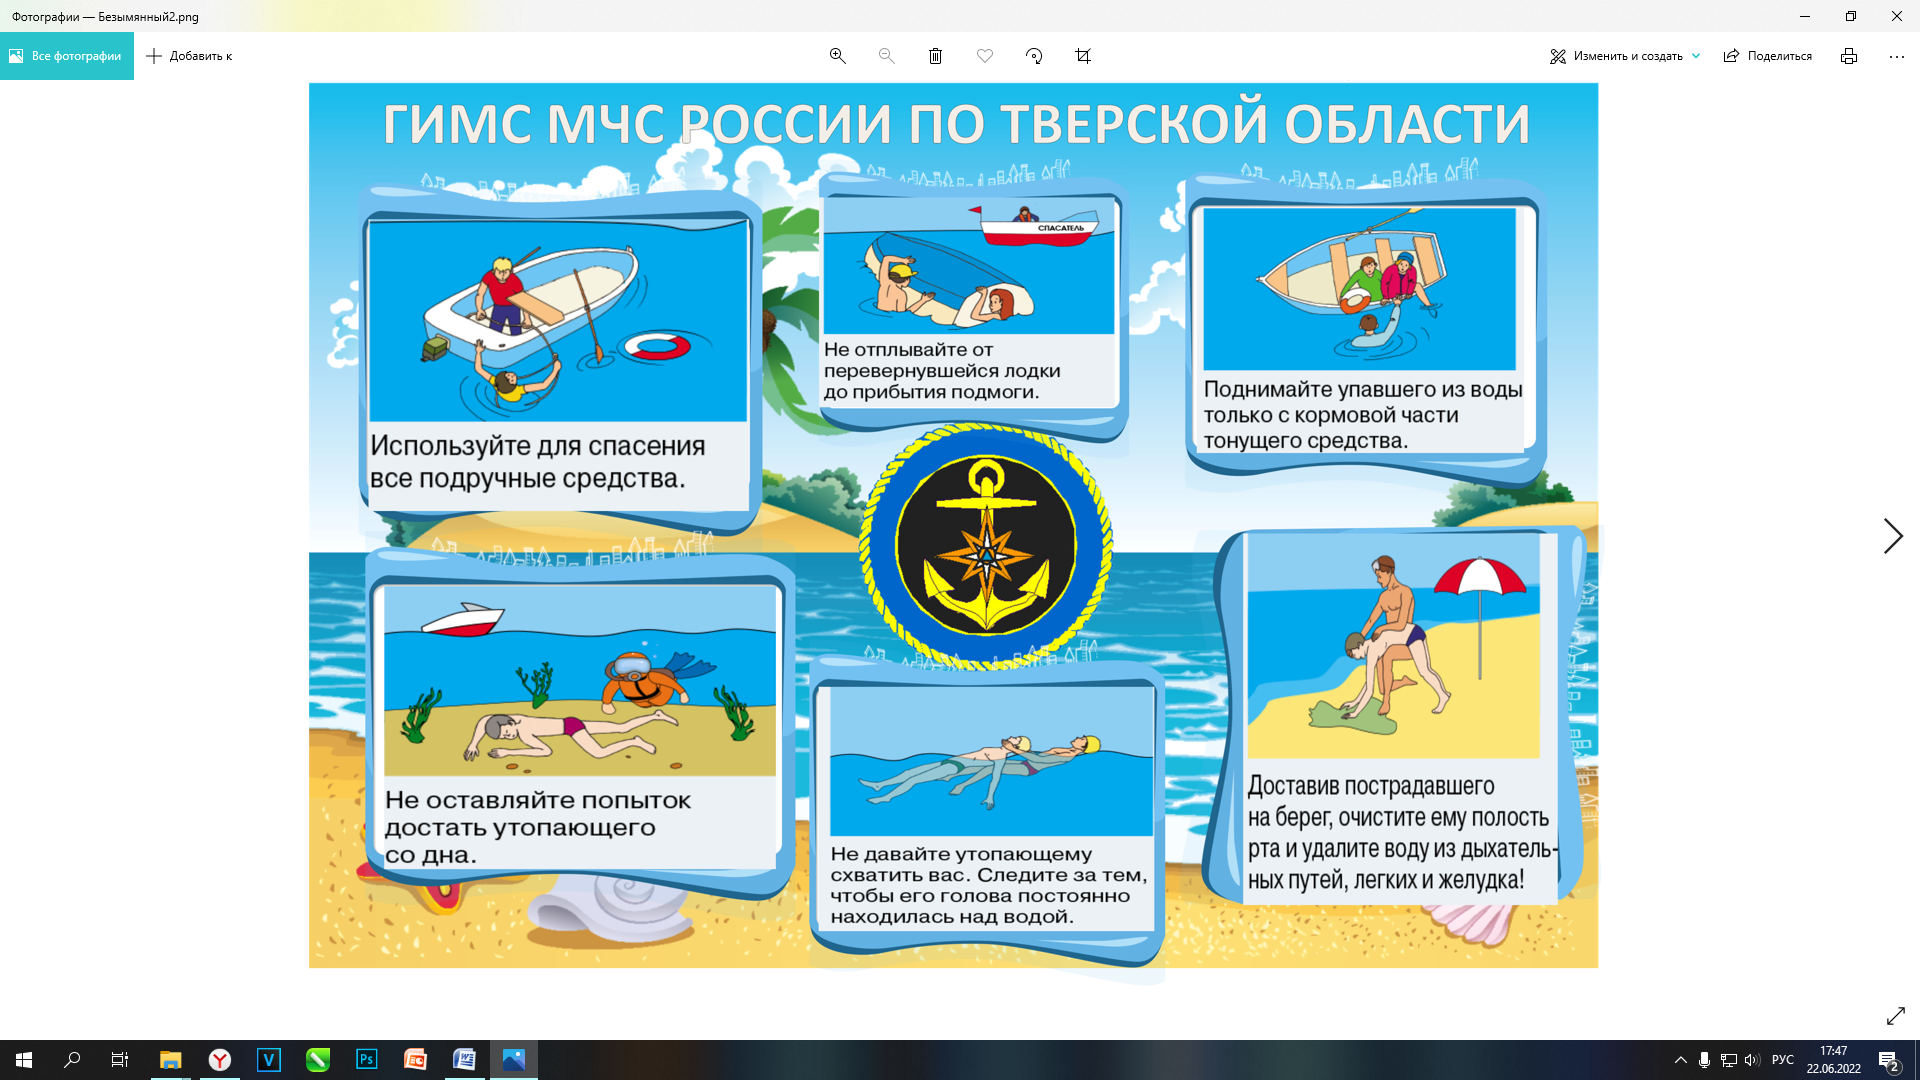 Фотографии — Безымянный2.png
Все фотографии
Добавить к
Изменить и создать
Поделиться
ГИМС МЧС РОССИИ ПО ТВЕРСКОЙ ОБЛАСТИ
Используйте для спасения
все подручные средства.
СПАСАТЕЛЬ
Не отплывайте от
перевернувшейся лодки
до прибытия подмоги.
Поднимайте упавшего из воды
только с кормовой части
тонущего средства.
Не оставляйте попыток
достать утопающего
со дна.
Не давайте утопающему
схватить вас. Следите за тем,
чтобы его голова постоянно
находилась над водой.
Доставив пострадавшего
на берег, очистите ему полость
рта и удалите воду из дыхатель-
ных путей, легких и желудка!
РУС
17:47
22.06.2022
2